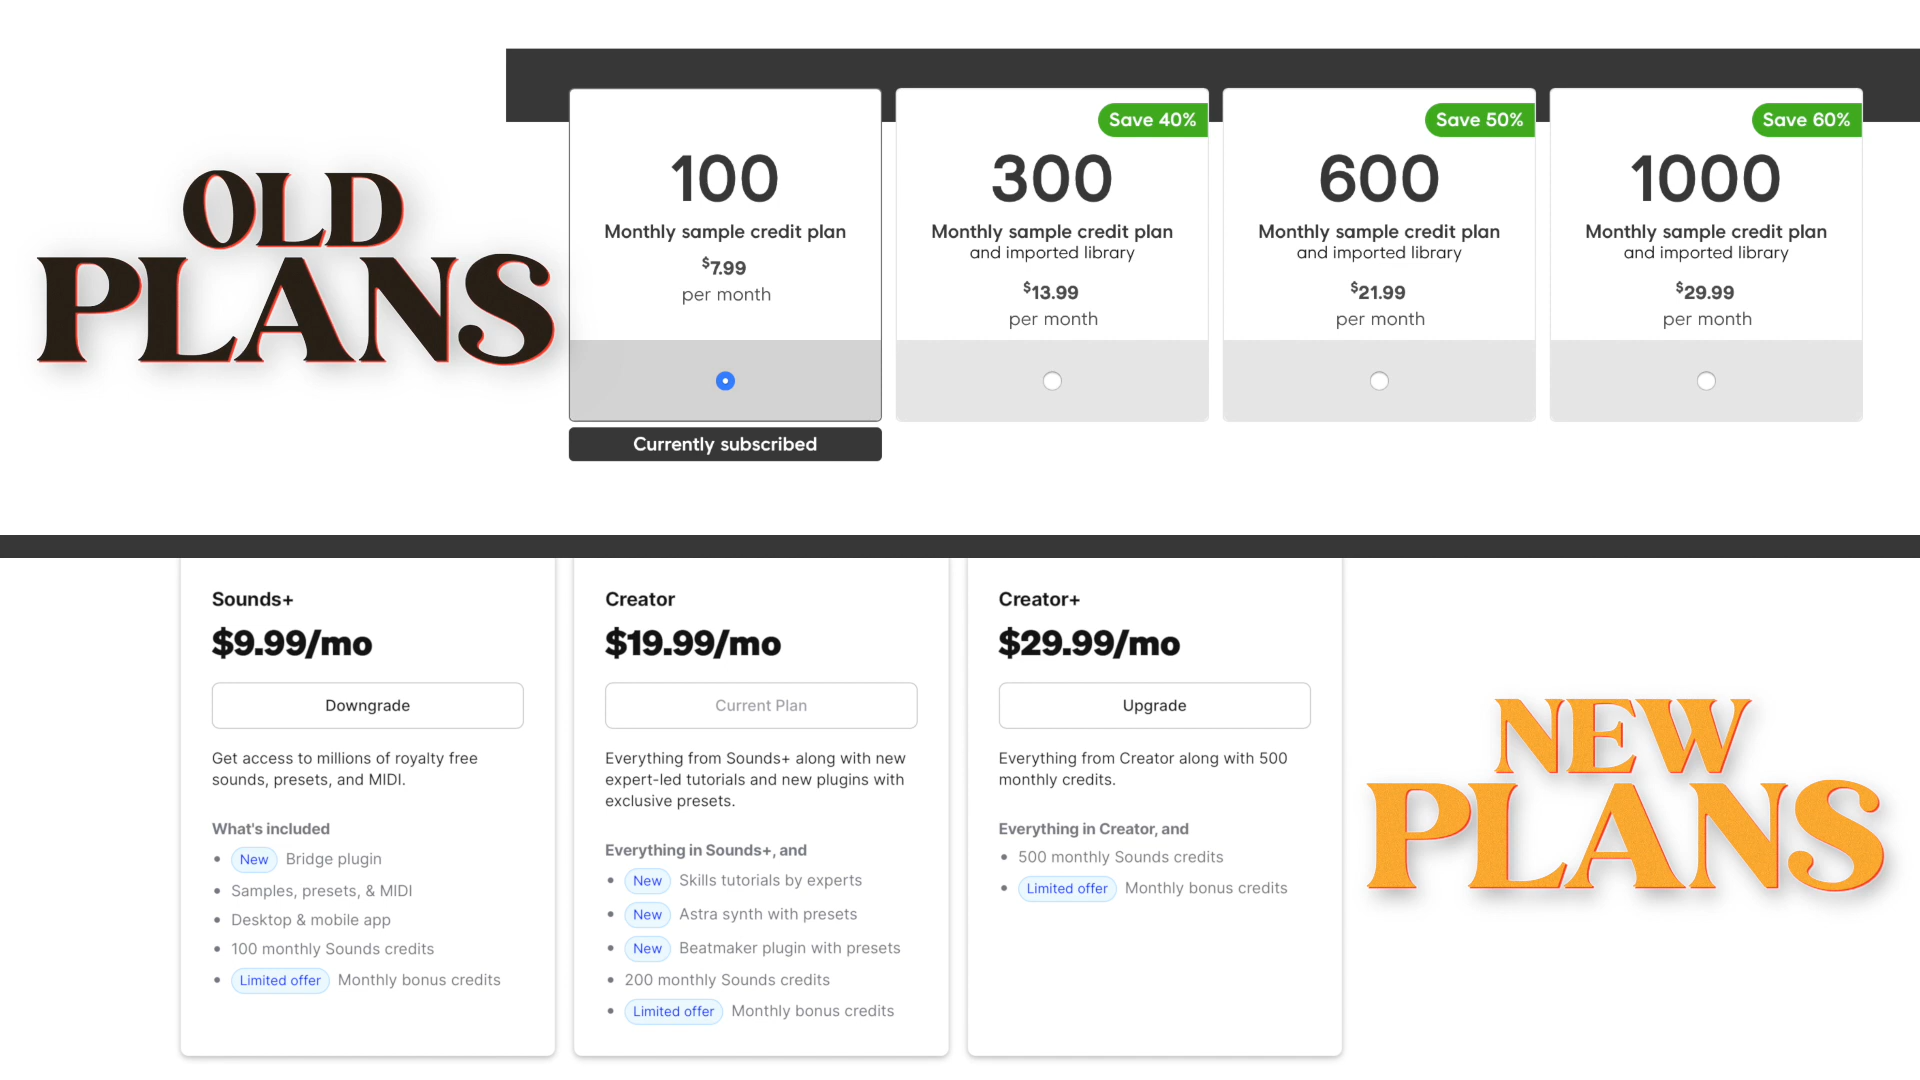 OLD
PLANS
100
Monthly sample credit plan
$7.99
per month
Currently subscribed
Save 40%
300
Monthly sample credit plan
and imported library
$13.99
per month
Save 50%
600
Monthly sample credit plan
and imported library
$21.99
per month
Save 60%
1000
Monthly sample credit plan
and imported library
$29.99
per month
Sounds+
$9.99/mo
Downgrade
Get access to millions of royalty free
sounds, presets, and MIDI.
What's included
• New Bridge plugin
• Samples, presets, & MIDI
• Desktop & mobile app
• 100 monthly Sounds credits
• Limited offer Monthly bonus credits
Creator
$19.99/mo
Current Plan
Everything from Sounds+ along with new
expert-led tutorials and new plugins with
exclusive presets.
Everything in Sounds+, and
• New Skills tutorials by experts
• New Astra synth with presets
• New Beatmaker plugin with presets
• 200 monthly Sounds credits
• Limited offer Monthly bonus credits
Creator+
$29.99/mo
Upgrade
Everything from Creator along with 500
monthly credits.
Everything in Creator, and
• 500 monthly Sounds credits
• Limited offer Monthly bonus credits
NEW
PLANS